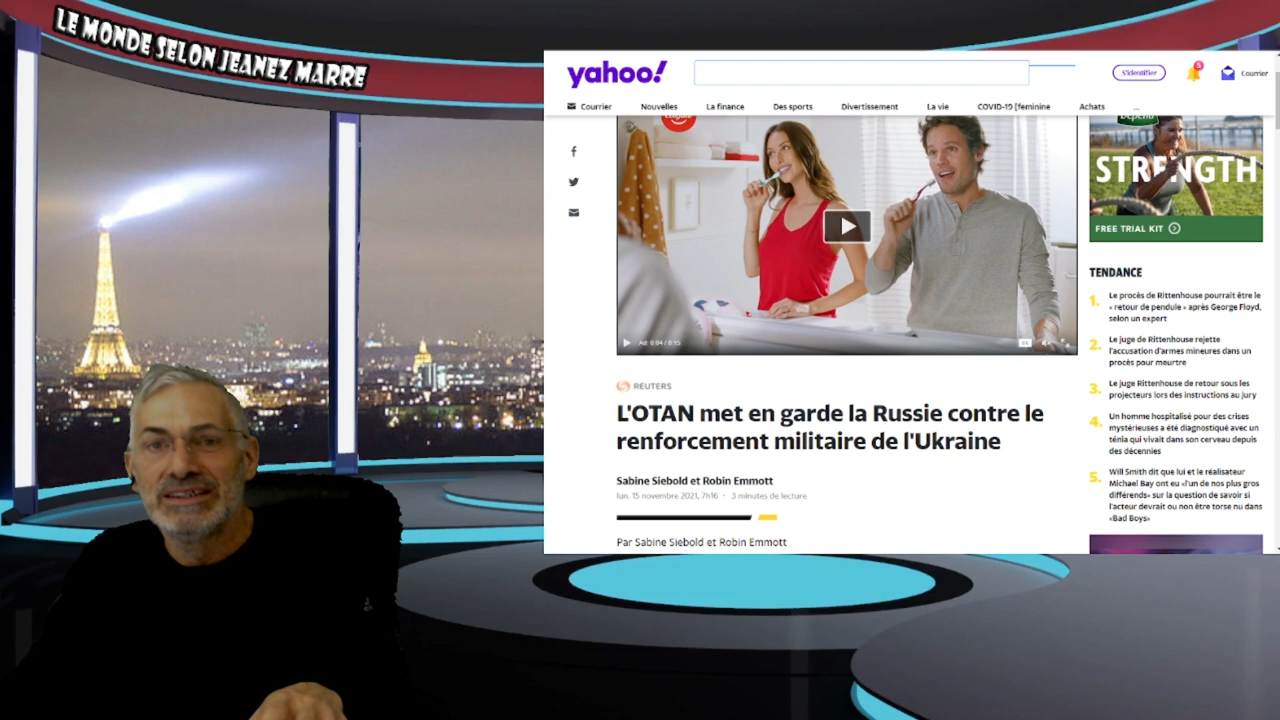 LE MONDE SELON JEANEZ MARRE
yahoo!
S'identifier
5
Courrier
Courrier
Nouvelles
La finance
Des sports
Divertissement
La vie
COVID-19 [feminine
Achats
...
Depend
STRENGTH
FREE TRIAL KIT
Ad: 0:04 / 0:15
CC
TENDANCE
1. Le procès de Rittenhouse pourrait être le
« retour de pendule » après George Floyd,
selon un expert
2. Le juge de Rittenhouse rejette
l'accusation d'armes mineures dans un
procès pour meurtre
3. Le juge Rittenhouse de retour sous les
projecteurs lors des instructions au jury
4. Un homme hospitalisé pour des crises
mystérieuses a été diagnostiqué avec un
ténia qui vivait dans son cerveau depuis
des décennies
5. Will Smith dit que lui et le réalisateur
Michael Bay ont eu «l'un de nos plus gros
différends» sur la question de savoir si
l'acteur devrait ou non être torse nu dans
«Bad Boys»
REUTERS
L'OTAN met en garde la Russie contre le
renforcement militaire de l'Ukraine
Sabine Siebold et Robin Emmott
lun. 15 novembre 2021, 7h16 · 3 minutes de lecture
Par Sabine Siebold et Robin Emmott